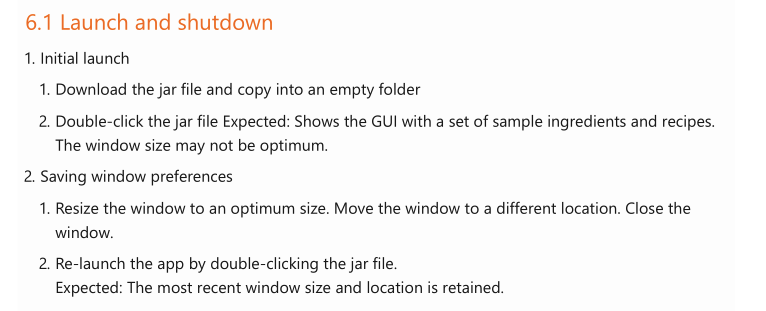 6.1 Launch and shutdown
1. Initial launch
1. Download the jar file and copy into an empty folder
2. Double-click the jar file Expected: Shows the GUI with a set of sample ingredients and recipes.
The window size may not be optimum.
2. Saving window preferences
1. Resize the window to an optimum size. Move the window to a different location. Close the
window.
2. Re-launch the app by double-clicking the jar file.
Expected: The most recent window size and location is retained.